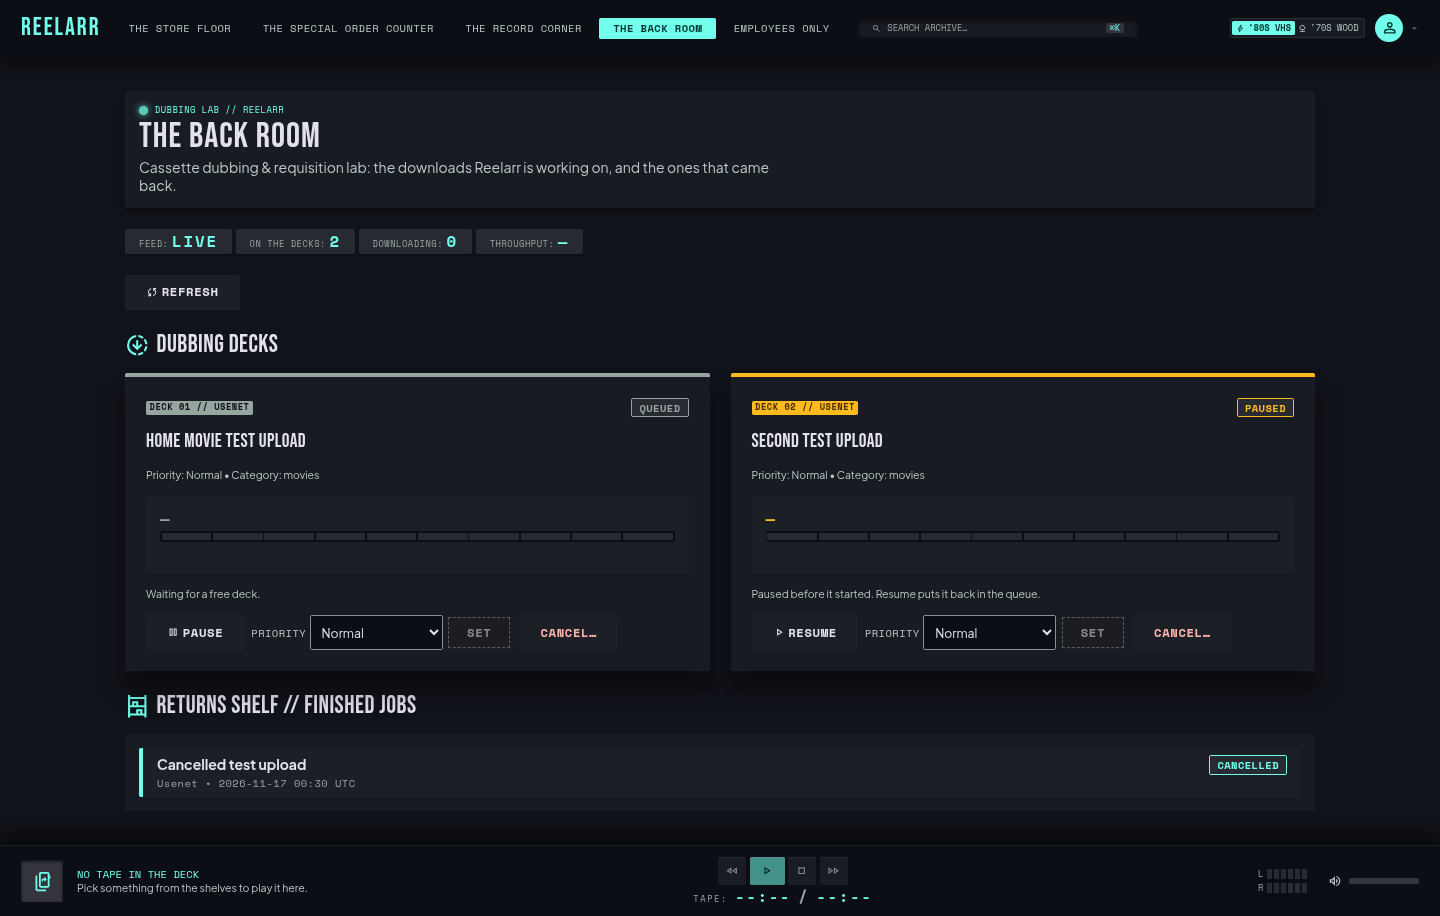 REELARR
THE STORE FLOOR
THE SPECIAL ORDER COUNTER
THE RECORD CORNER
THE BACK ROOM
EMPLOYEES ONLY
SEARCH ARCHIVE…
⌘K
'80S VHS
'70S WOOD
DUBBING LAB // REELARR
THE BACK ROOM
Cassette dubbing & requisition lab: the downloads Reelarr is working on, and the ones that came
back.
FEED: LIVE
ON THE DECKS: 2
DOWNLOADING: 0
THROUGHPUT: —
REFRESH
DUBBING DECKS
DECK 01 // USENET
QUEUED
HOME MOVIE TEST UPLOAD
Priority: Normal • Category: movies
—
Waiting for a free deck.
PAUSE
PRIORITY
Normal
SET
CANCEL…
DECK 02 // USENET
PAUSED
SECOND TEST UPLOAD
Priority: Normal • Category: movies
—
Paused before it started. Resume puts it back in the queue.
RESUME
PRIORITY
Normal
SET
CANCEL…
RETURNS SHELF // FINISHED JOBS
Cancelled test upload
Usenet • 2026-11-17 00:30 UTC
CANCELLED
NO TAPE IN THE DECK
Pick something from the shelves to play it here.
TAPE: --:-- / --:--
L
R